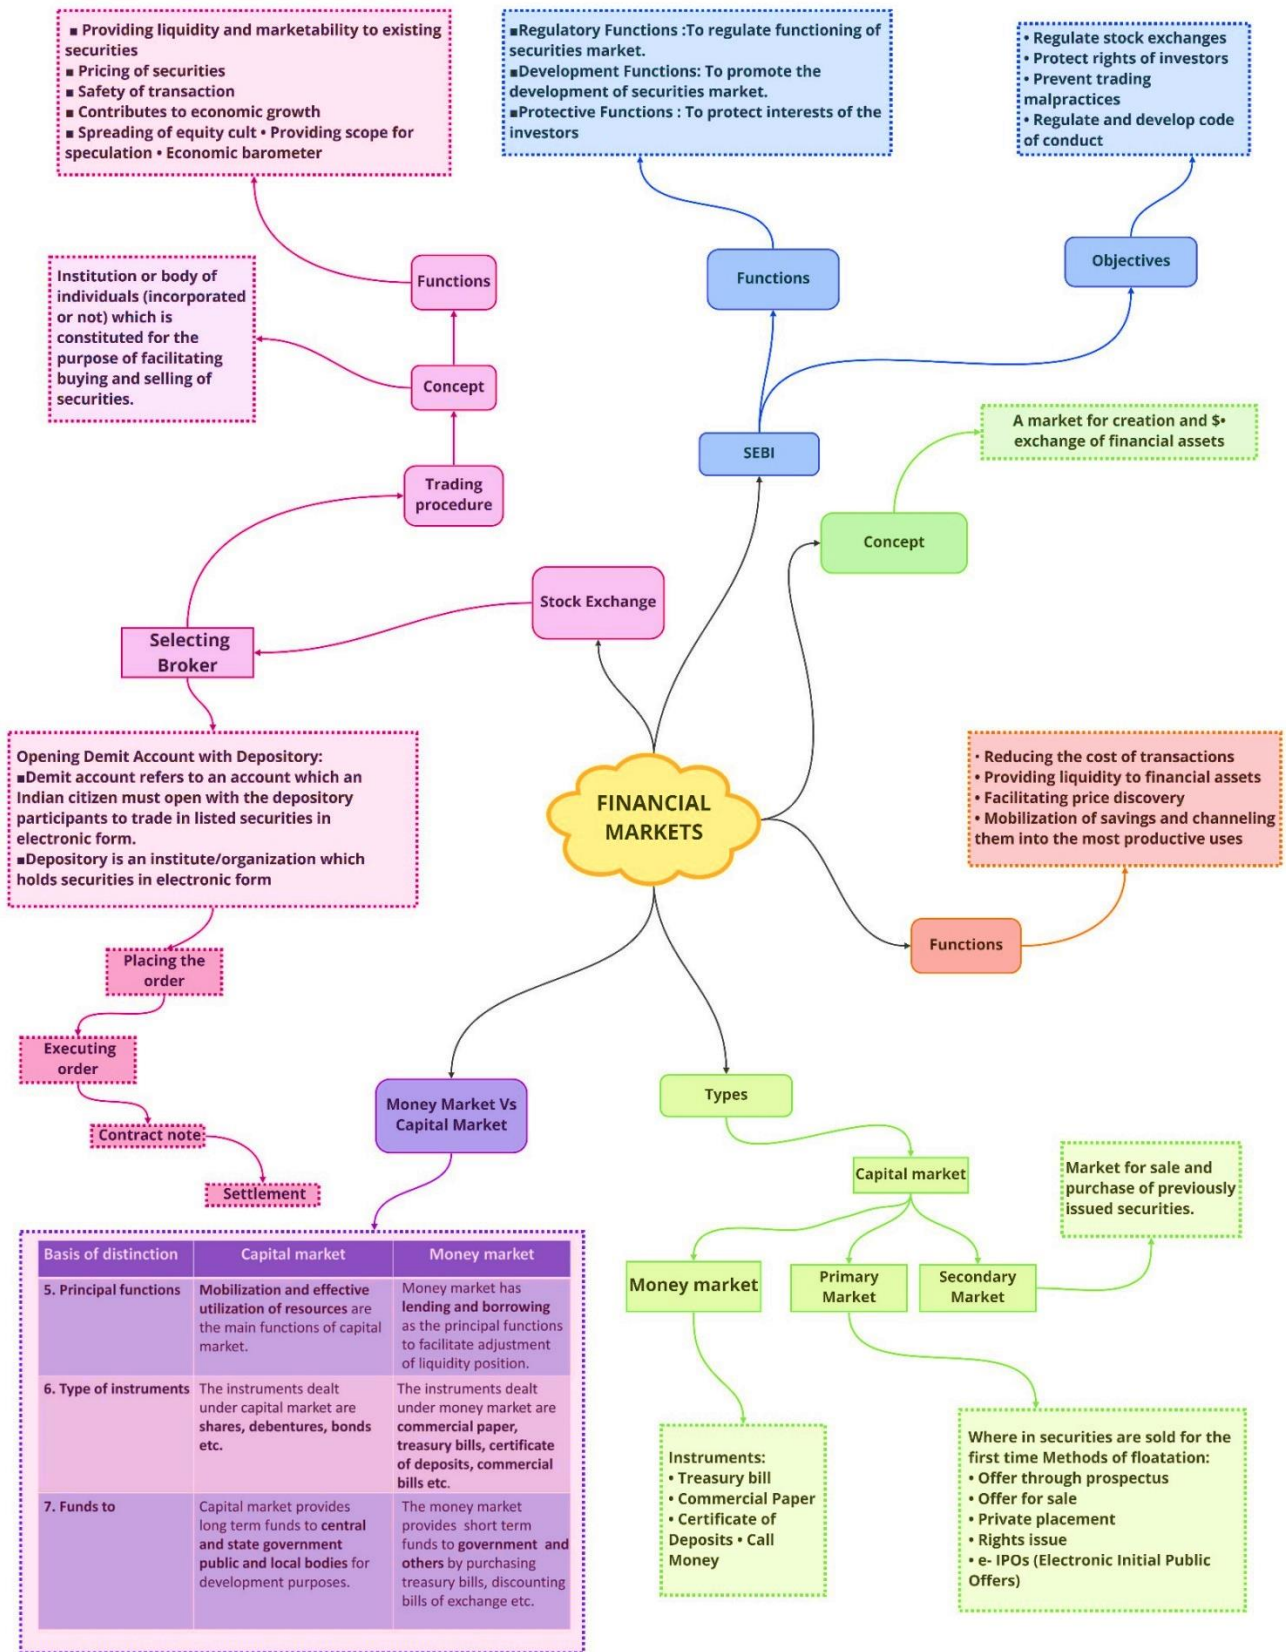 ■ Providing liquidity and marketability to existing
securities
■ Pricing of securities
■ Safety of transaction
■ Contributes to economic growth
■ Spreading of equity cult • Providing scope for
speculation • Economic barometer
■Regulatory Functions :To regulate functioning of
securities market.
■Development Functions: To promote the
development of securities market.
■Protective Functions : To protect interests of the
investors
• Regulate stock exchanges
• Protect rights of investors
• Prevent trading
malpractices
• Regulate and develop code
of conduct
Functions
Functions
Objectives
Institution or body of
individuals (incorporated
or not) which is
constituted for the
purpose of facilitating
buying and selling of
securities.
Concept
Trading
procedure
SEBI
A market for creation and $•
exchange of financial assets
Concept
Stock Exchange
Selecting
Broker
Opening Demit Account with Depository:
■Demit account refers to an account which an
Indian citizen must open with the depository
participants to trade in listed securities in
electronic form.
■Depository is an institute/organization which
holds securities in electronic form
FINANCIAL
MARKETS
· Reducing the cost of transactions
• Providing liquidity to financial assets
• Facilitating price discovery
• Mobilization of savings and channeling
them into the most productive uses
Functions
Placing the
order
Executing
order
Contract note
Settlement
Money Market Vs
Capital Market
Types
Capital market
Market for sale and
purchase of previously
issued securities.
Money market
Primary
Market
Secondary
Market
Basis of distinction
Capital market
Money market
5. Principal functions
Mobilization and effective
utilization of resources are
the main functions of capital
market.
Money market has
lending and borrowing
as the principal functions
to facilitate adjustment
of liquidity position.
6. Type of instruments
The instruments dealt
under capital market are
shares, debentures, bonds
etc.
The instruments dealt
under money market are
commercial paper,
treasury bills, certificate
of deposits, commercial
bills etc.
7. Funds to
Capital market provides
long term funds to central
and state government
public and local bodies for
development purposes.
The money market
provides short term
funds to government and
others by purchasing
treasury bills, discounting
bills of exchange etc.
Instruments:
• Treasury bill
• Commercial Paper
• Certificate of
Deposits • Call
Money
Where in securities are sold for the
first time Methods of floatation:
• Offer through prospectus
• Offer for sale
• Private placement
• Rights issue
• e- IPOs (Electronic Initial Public
Offers)